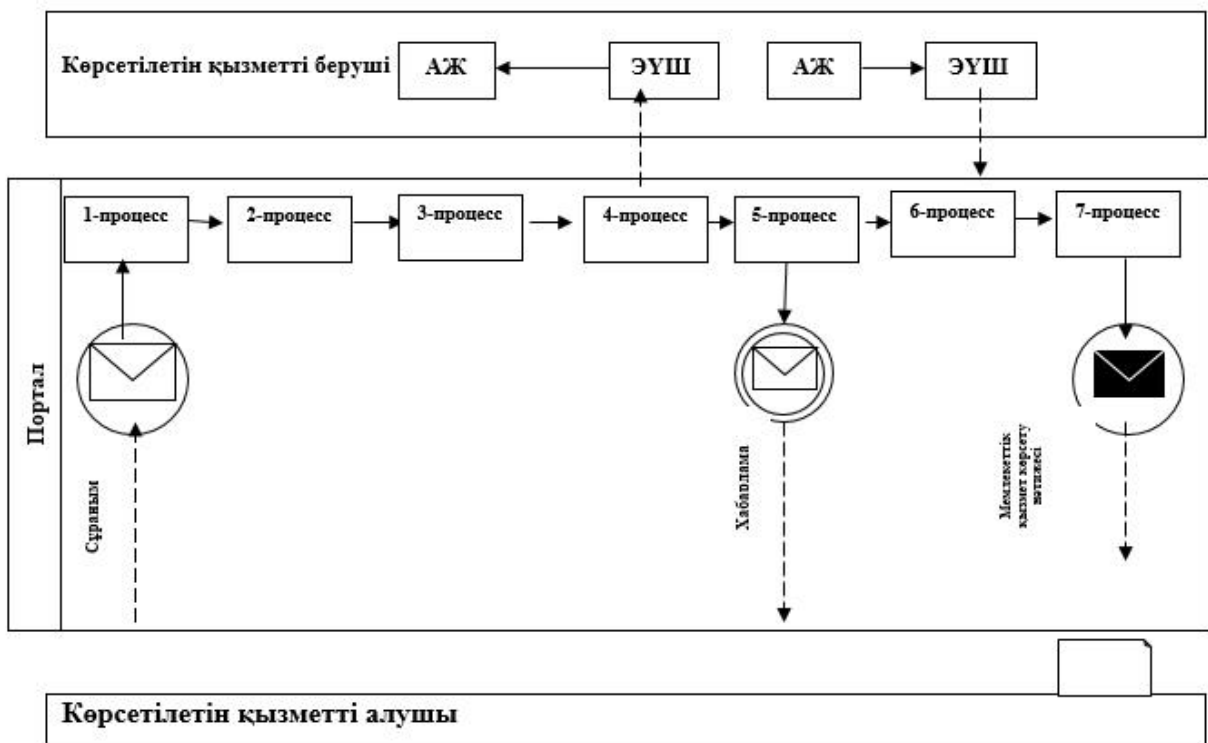 Көрсетілетін қызметті беруші
АЖ
ЭҮШ
АЖ
ЭҮШ
Портал
1-процесс
2-процесс
3-процесс
4-процесс
5-процесс
6-процесс
7-процесс
Сұраным
Хабарлама
Мемлекеттік
қызмет көрсету
нәтижесі
Көрсетілетін қызметті алушы